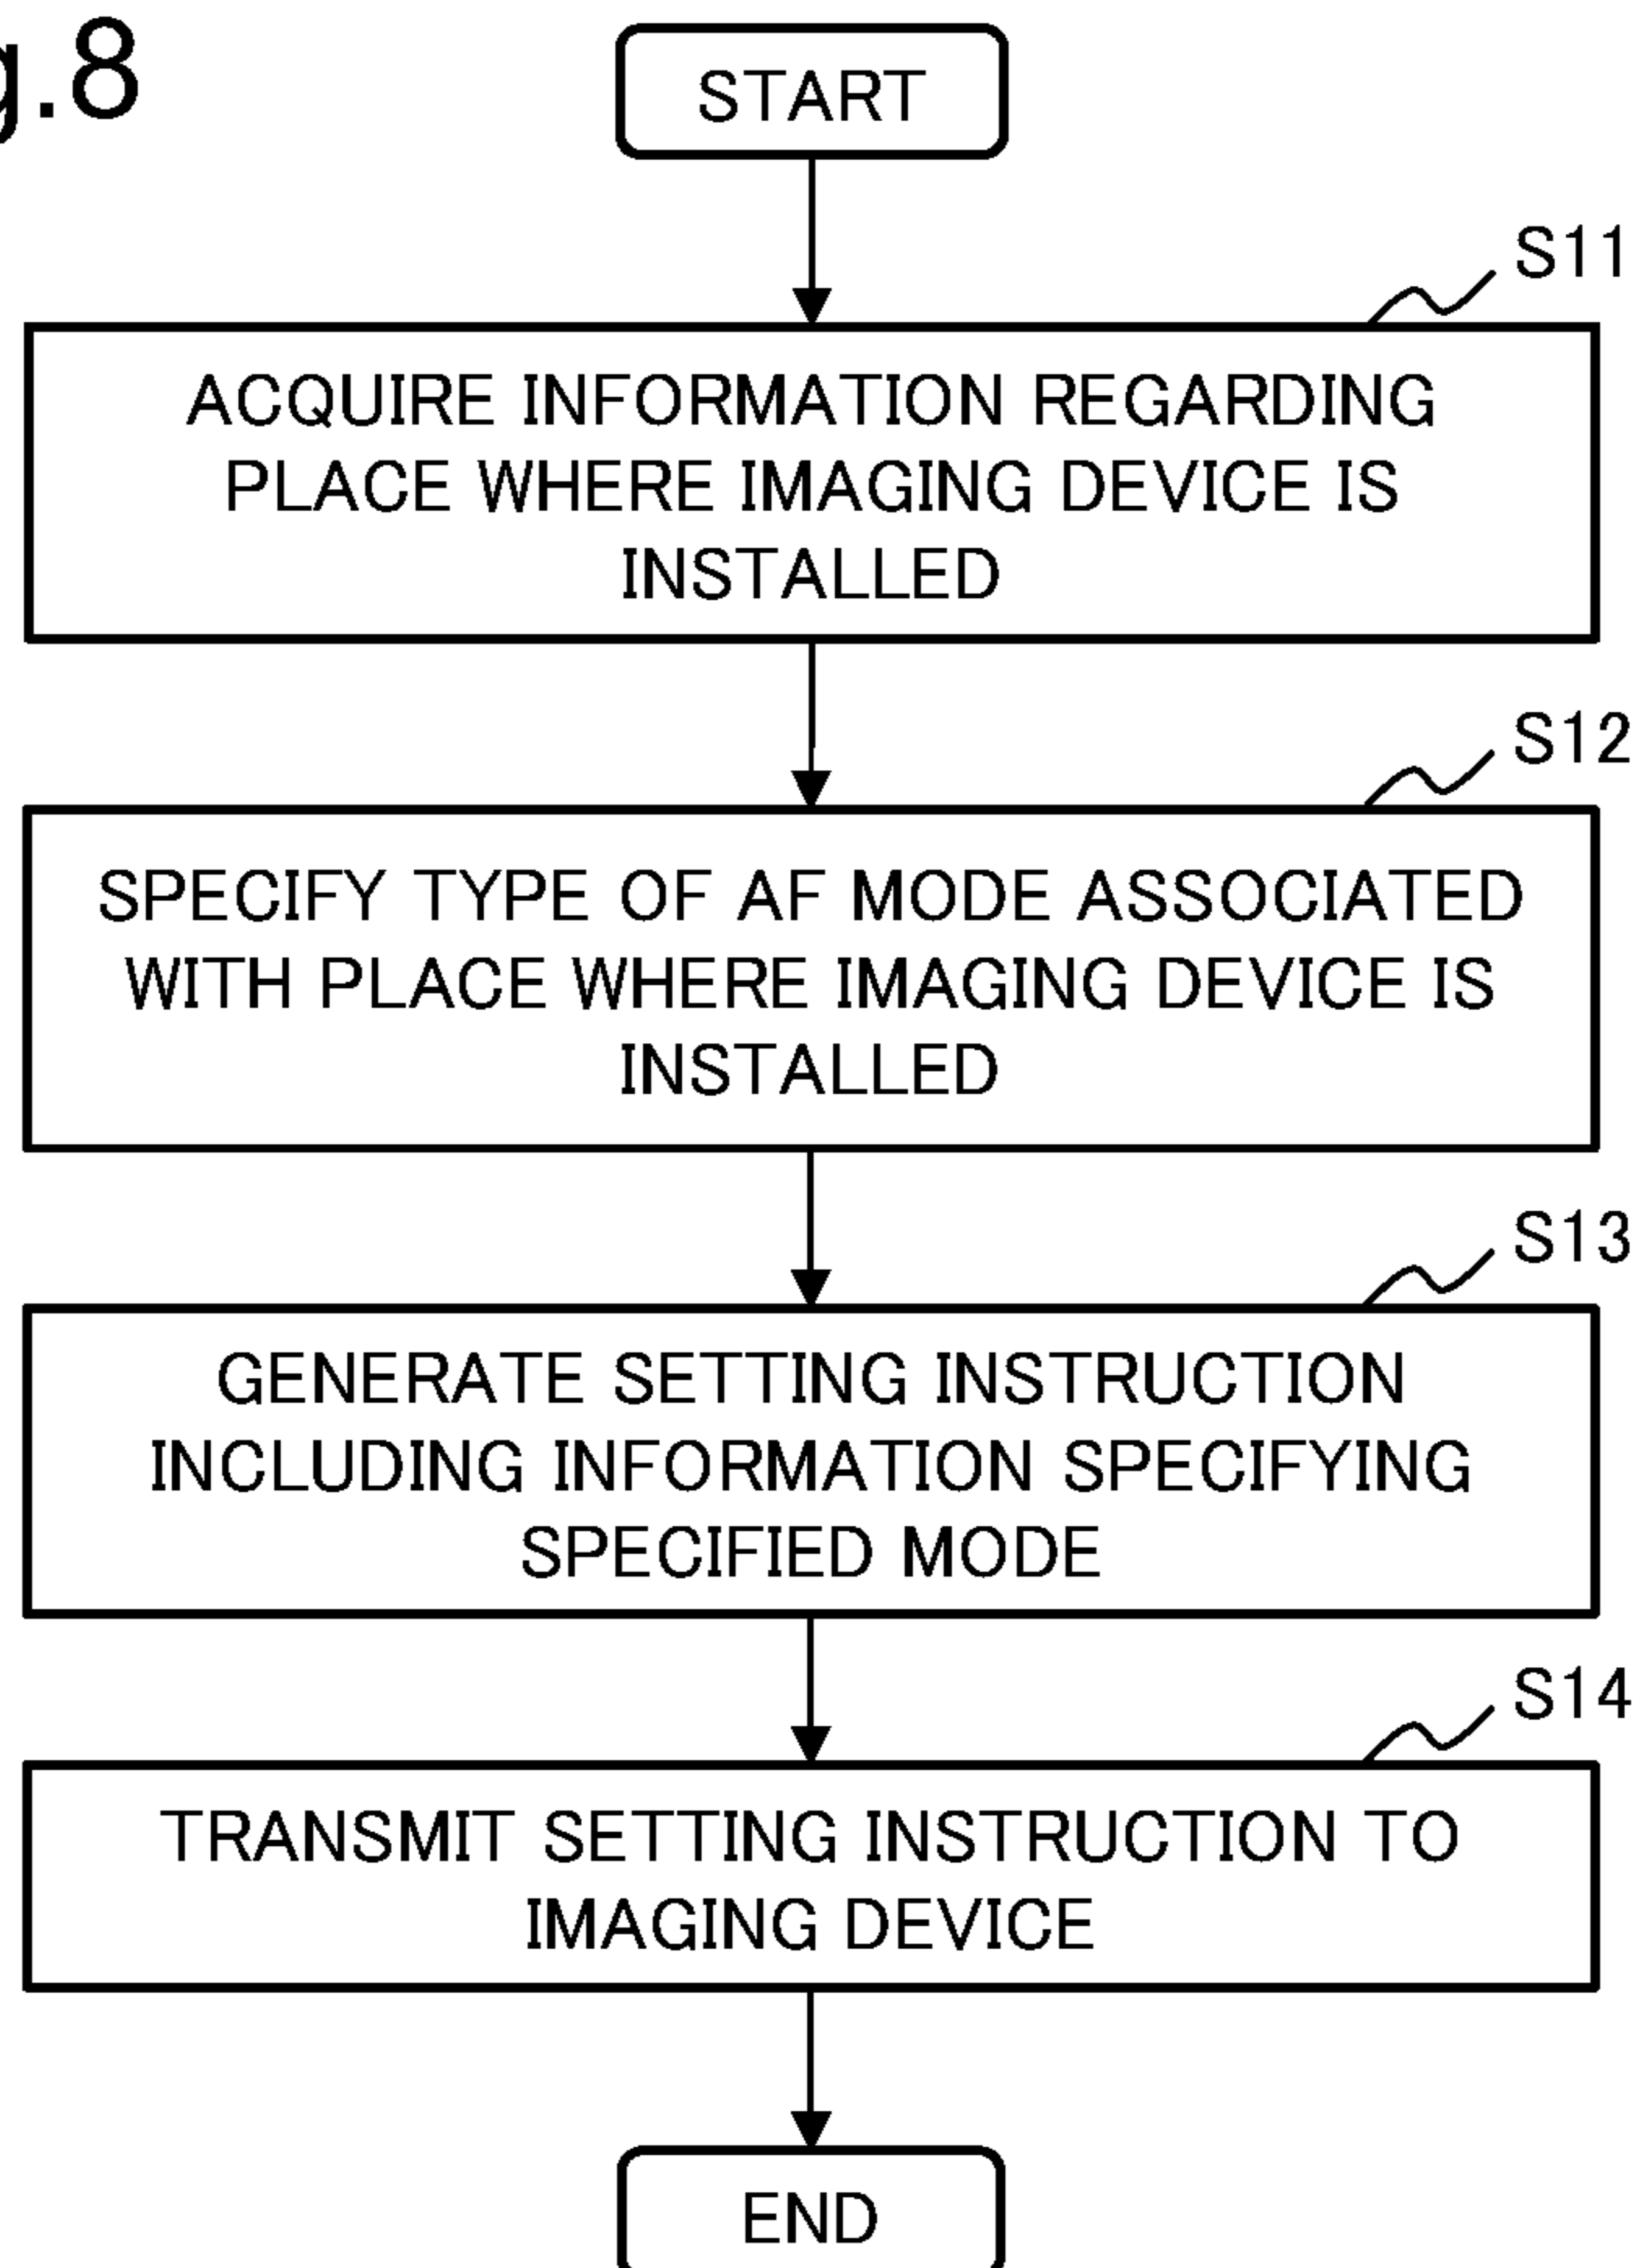 g.8
START
S11
ACQUIRE INFORMATION REGARDING
PLACE WHERE IMAGING DEVICE IS
INSTALLED
S12
SPECIFY TYPE OF AF MODE ASSOCIATED
WITH PLACE WHERE IMAGING DEVICE IS
INSTALLED
S13
GENERATE SETTING INSTRUCTION
INCLUDING INFORMATION SPECIFYING
SPECIFIED MODE
S14
TRANSMIT SETTING INSTRUCTION TO
IMAGING DEVICE
END